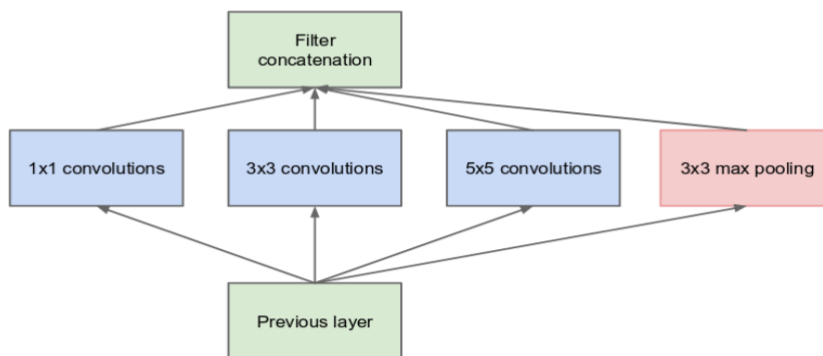 Filter
concatenation
1x1 convolutions
3x3 convolutions
5x5 convolutions
3x3 max pooling
Previous layer